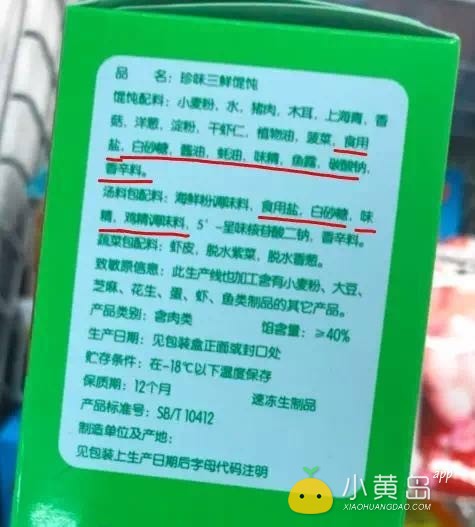 品　名：珍味三鲜馄饨
馄饨配料：小麦粉、水、猪肉、木耳、上海青、香
菇、洋葱、淀粉、干虾仁、植物油、菠菜、食用
盐、白砂糖、酱油、蚝油、味精、鱼露、碳酸钠、
香辛料。
汤料包配料：海鲜粉调味料、食用盐、白砂糖、味
精、鸡精调味料、5′-呈味核苷酸二钠、香辛料。
蔬菜包配料：虾皮、脱水紫菜、脱水香葱。
致敏原信息：此生产线也加工含有小麦粉、大豆、
芝麻、花生、蛋、虾、鱼类制品的其它产品。
产品类别：含肉类　馅含量：≥40%
生产日期：见包装盒正面或封口处
贮存条件：在-18℃以下温度保存
保质期：12个月　速冻生制品
产品标准号：SB/T 10412
制造单位及产地：
见包装上生产日期后字母代码注明
小黄岛app
XIAOHUANGDAO.COM